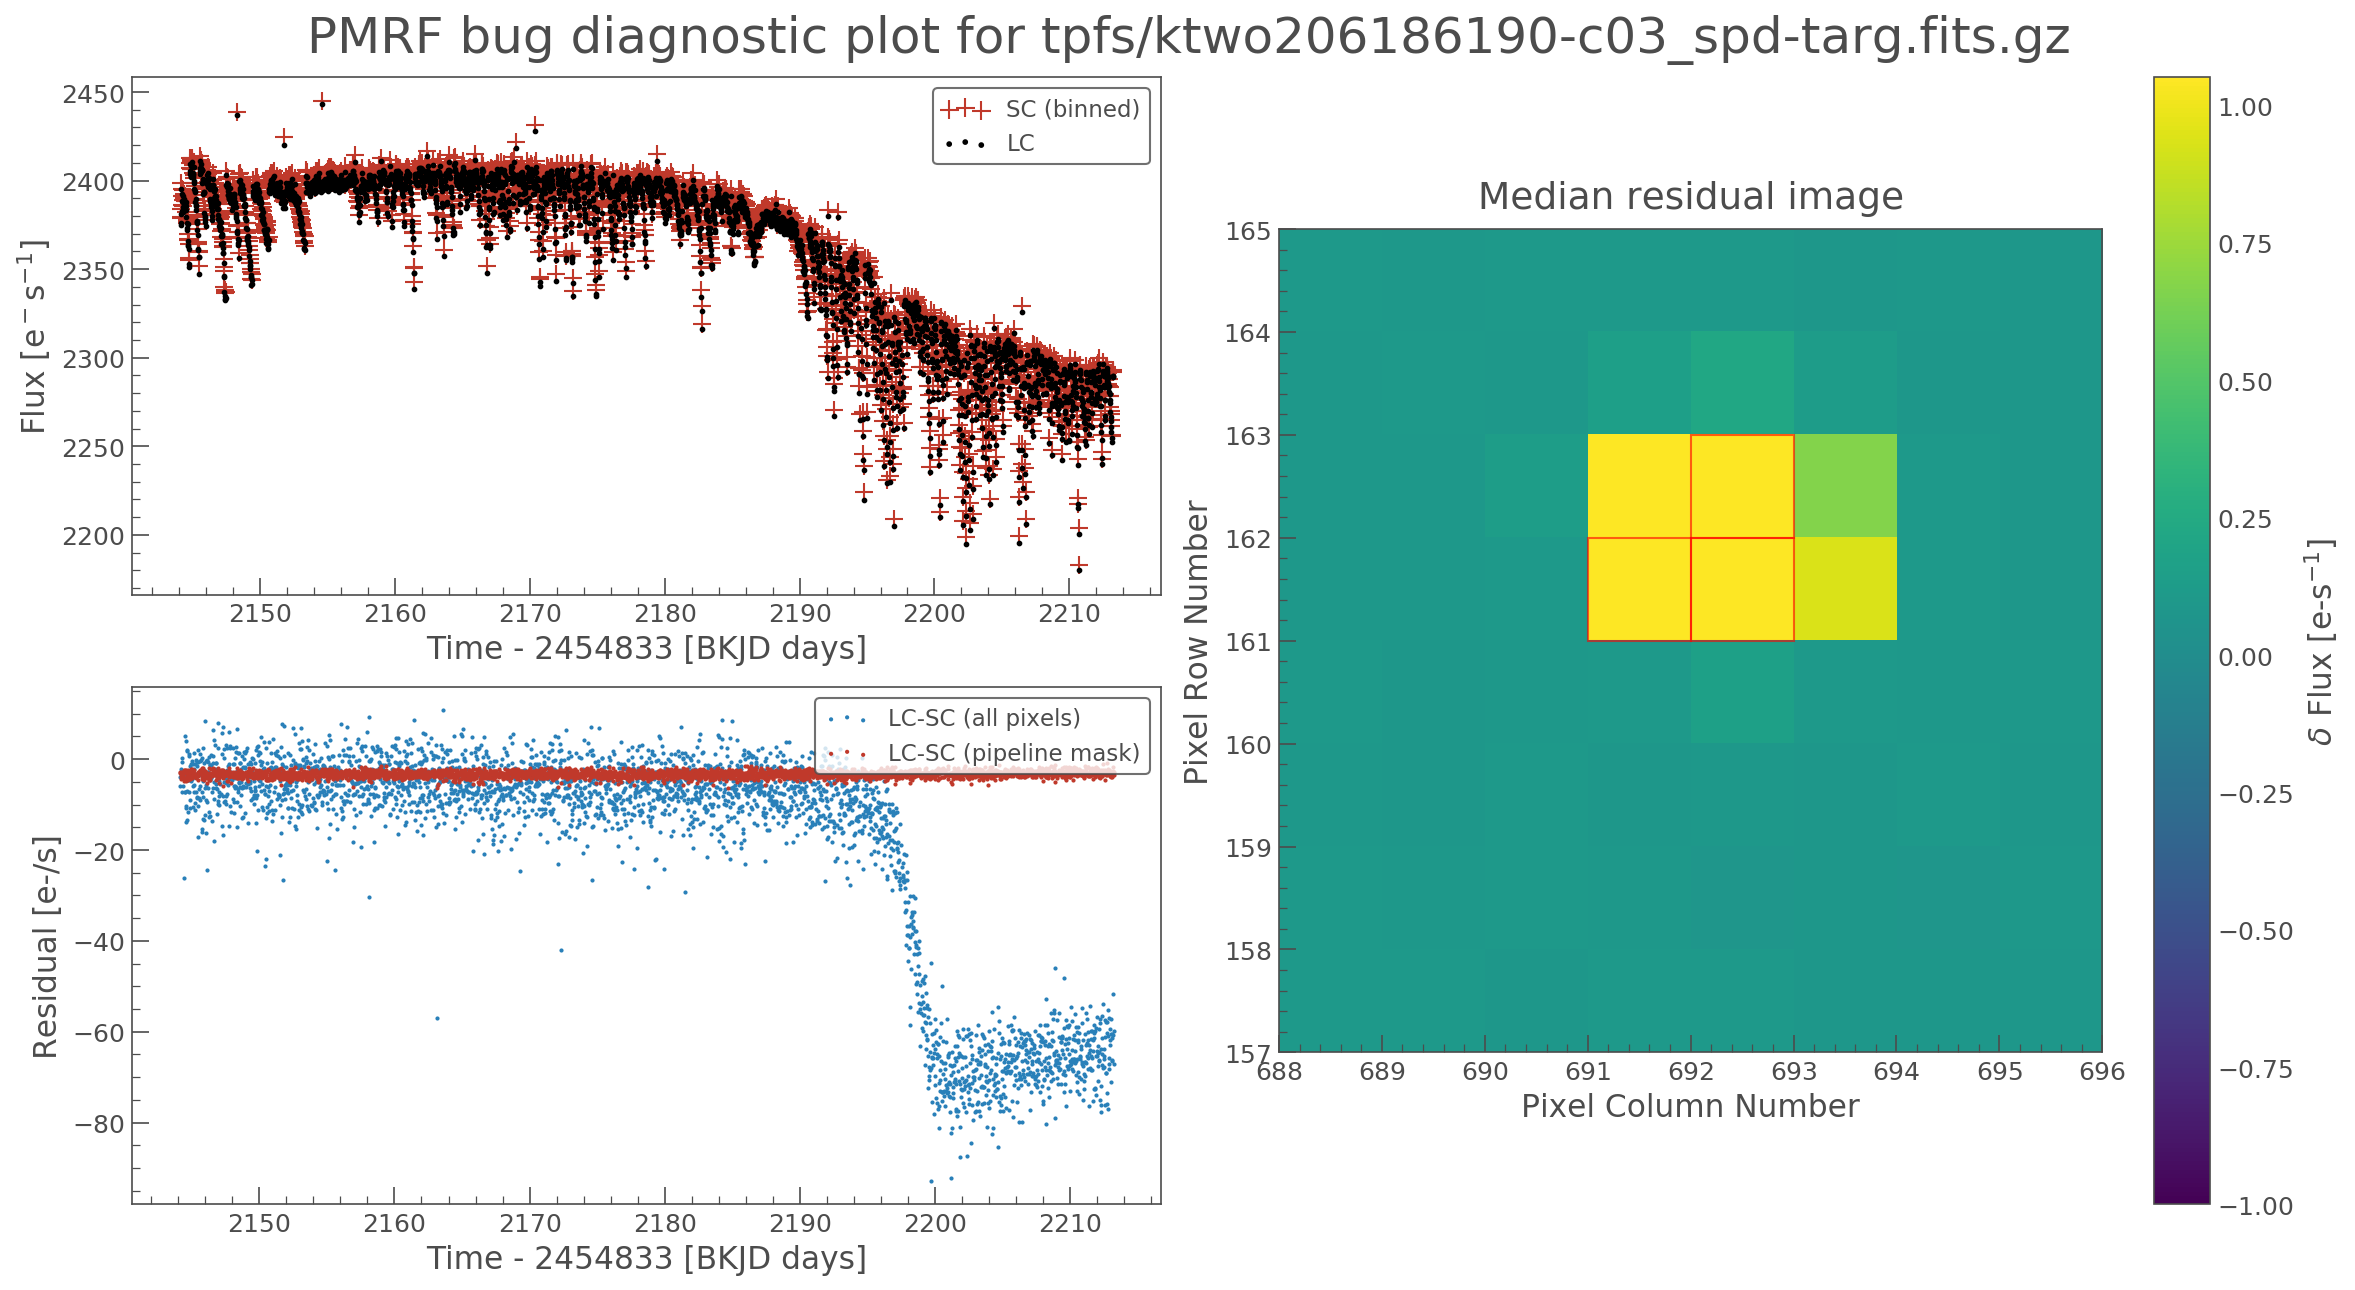 PMRF bug diagnostic plot for tpfs/ktwo206186190-c03_spd-targ.fits.gz
2450
2400
2350
2300
2250
2200
Flux [e⁻ s⁻¹]
SC (binned)
LC
2150 2160 2170 2180 2190 2200 2210
Time - 2454833 [BKJD days]
0
−20
−40
−60
−80
Residual [e-/s]
LC-SC (all pixels)
LC-SC (pipeline mask)
2150 2160 2170 2180 2190 2200 2210
Time - 2454833 [BKJD days]
Median residual image
165
164
163
162
161
160
159
158
157
Pixel Row Number
688 689 690 691 692 693 694 695 696
Pixel Column Number
1.00
0.75
0.50
0.25
0.00
−0.25
−0.50
−0.75
−1.00
δ Flux [e-s⁻¹]